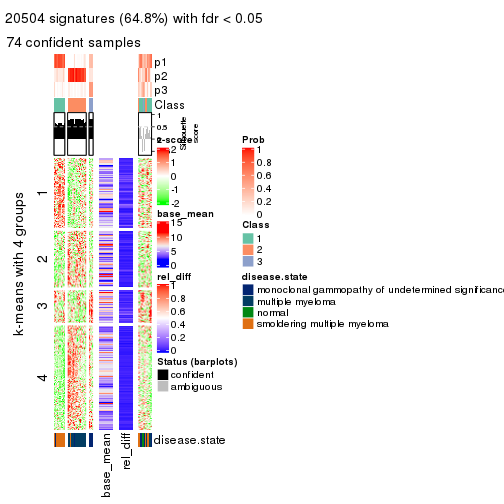 20504 signatures (64.8%) with fdr < 0.05
74 confident samples
p1
p2
p3
Class
1
0.5
0
Silhouette
score
z-score
2
1
0
-1
-2
base_mean
15
10
5
0
rel_diff
1
0.8
0.6
0.4
0.2
0
Status (barplots)
confident
ambiguous
Prob
1
0.8
0.6
0.4
0.2
0
Class
1
2
3
disease.state
monoclonal gammopathy of undetermined significance
multiple myeloma
normal
smoldering multiple myeloma
k-means with 4 groups
1
2
3
4
disease.state
base_mean
rel_diff